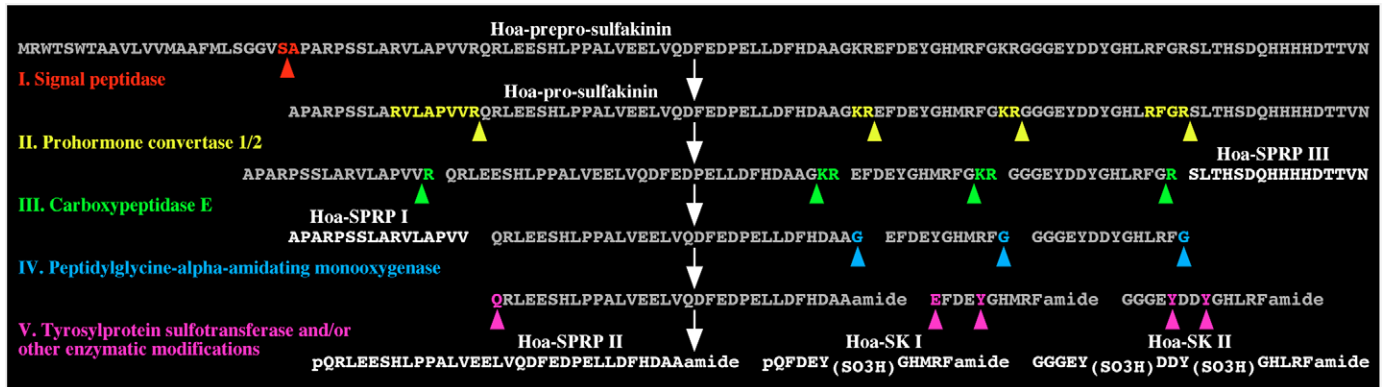 Hoa-prepro-sulfakinin
MRWTSWTAAVLVVMAAFMLSGGVSAPARPSSLARVLAPVVRQRLEESHLPPALVEELVQDFEDPELLDFHDAAGKREFDEYGHMRFGKRGGGEYDDYGHLRFGRSLTHSDQHHHHDTTVN
I. Signal peptidase
Hoa-pro-sulfakinin
APARPSSLARVLAPVVRQRLEESHLPPALVEELVQDFEDPELLDFHDAAGKREFDEYGHMRFGKRGGGEYDDYGHLRFGRSLTHSDQHHHHDTTVN
II. Prohormone convertase 1/2
Hoa-SPRP III
APARPSSLARVLAPVVR QRLEESHLPPALVEELVQDFEDPELLDFHDAAGKR EFDEYGHMRFGKR GGGEYDDYGHLRFGR SLTHSDQHHHHDTTVN
III. Carboxypeptidase E
Hoa-SPRP I
APARPSSLARVLAPVV QRLEESHLPPALVEELVQDFEDPELLDFHDAAG EFDEYGHMRFG GGGEYDDYGHLRFG
IV. Peptidylglycine-alpha-amidating monooxygenase
QRLEESHLPPALVEELVQDFEDPELLDFHDAAamide EFDEYGHMRFamide GGGEYDDYGHLRFamide
V. Tyrosylprotein sulfotransferase and/or
other enzymatic modifications
Hoa-SPRP II Hoa-SK I Hoa-SK II
pQRLEESHLPPALVEELVQDFEDPELLDFHDAAamide pQFDEY(SO3H)GHMRFamide GGGEY(SO3H)DDY(SO3H)GHLRFamide